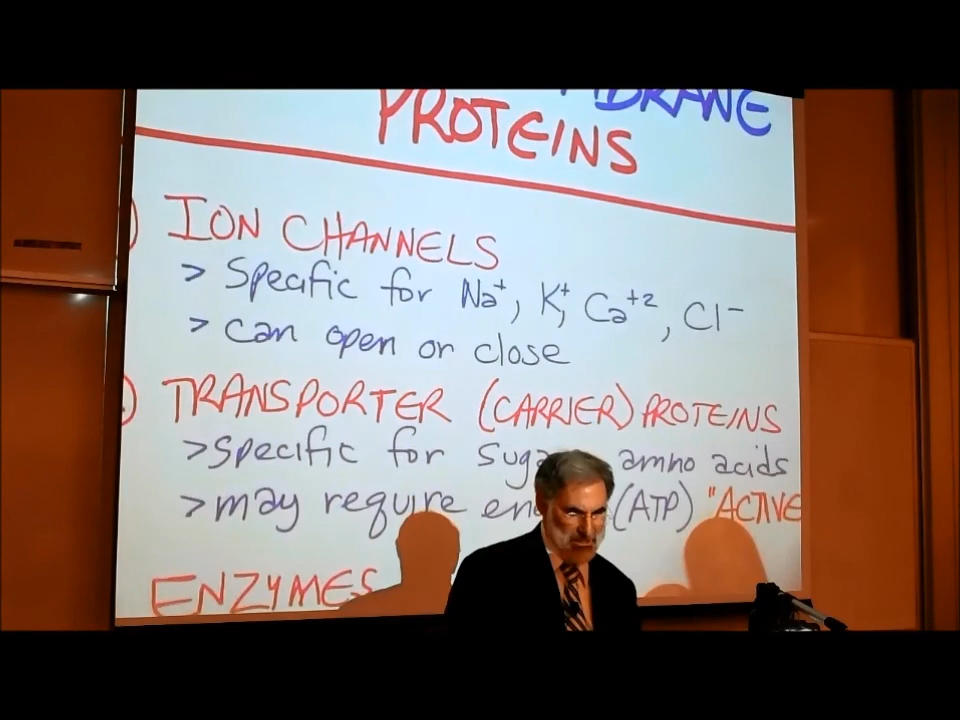 PROTEINS
) ION CHANNELS
> Specific for Na⁺, K⁺, Ca⁺², Cl⁻
> can open or close
) TRANSPORTER (CARRIER) PROTEINS
> specific for amno acids
> may require (ATP) "ACTIVE
ENZYMES